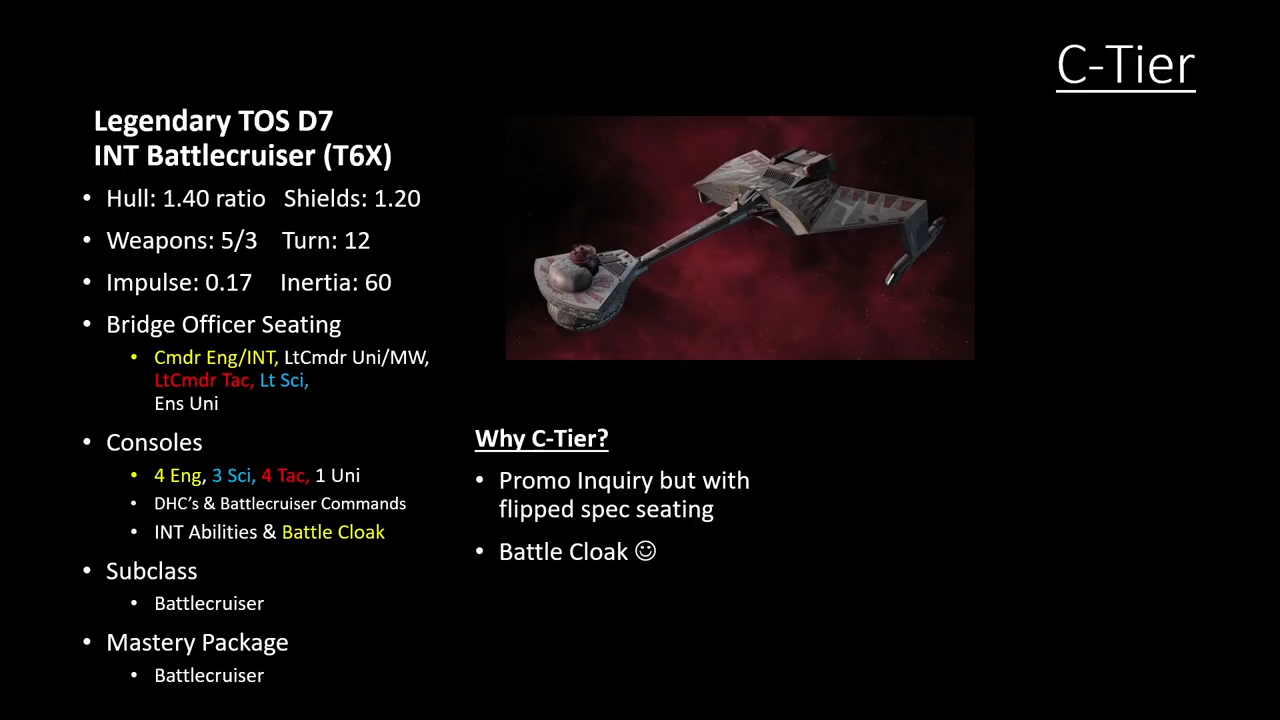 C-Tier
Legendary TOS D7
INT Battlecruiser (T6X)
• Hull: 1.40 ratio Shields: 1.20
• Weapons: 5/3 Turn: 12
• Impulse: 0.17 Inertia: 60
• Bridge Officer Seating
• Cmdr Eng/INT, LtCmdr Uni/MW,
LtCmdr Tac, Lt Sci,
Ens Uni
• Consoles
• 4 Eng, 3 Sci, 4 Tac, 1 Uni
• DHC's & Battlecruiser Commands
• INT Abilities & Battle Cloak
• Subclass
• Battlecruiser
• Mastery Package
• Battlecruiser
Why C-Tier?
• Promo Inquiry but with
flipped spec seating
• Battle Cloak ☺